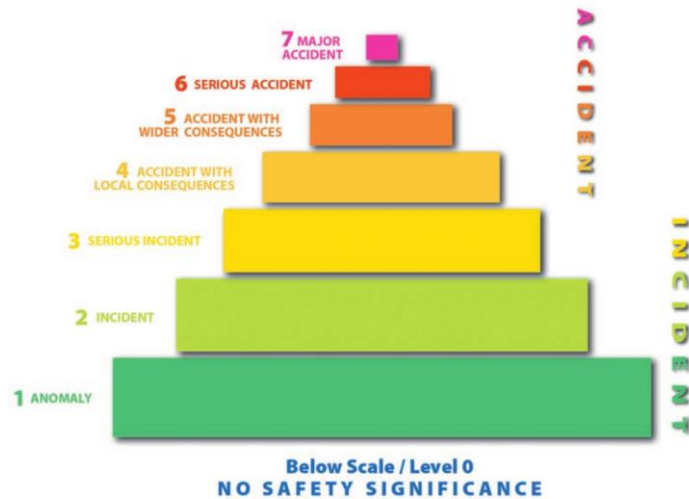 7 MAJOR
ACCIDENT
6 SERIOUS ACCIDENT
5 ACCIDENT WITH
WIDER CONSEQUENCES
4 ACCIDENT WITH
LOCAL CONSEQUENCES
3 SERIOUS INCIDENT
2 INCIDENT
1 ANOMALY
ACCIDENT
INCIDENT
Below Scale / Level 0
NO SAFETY SIGNIFICANCE